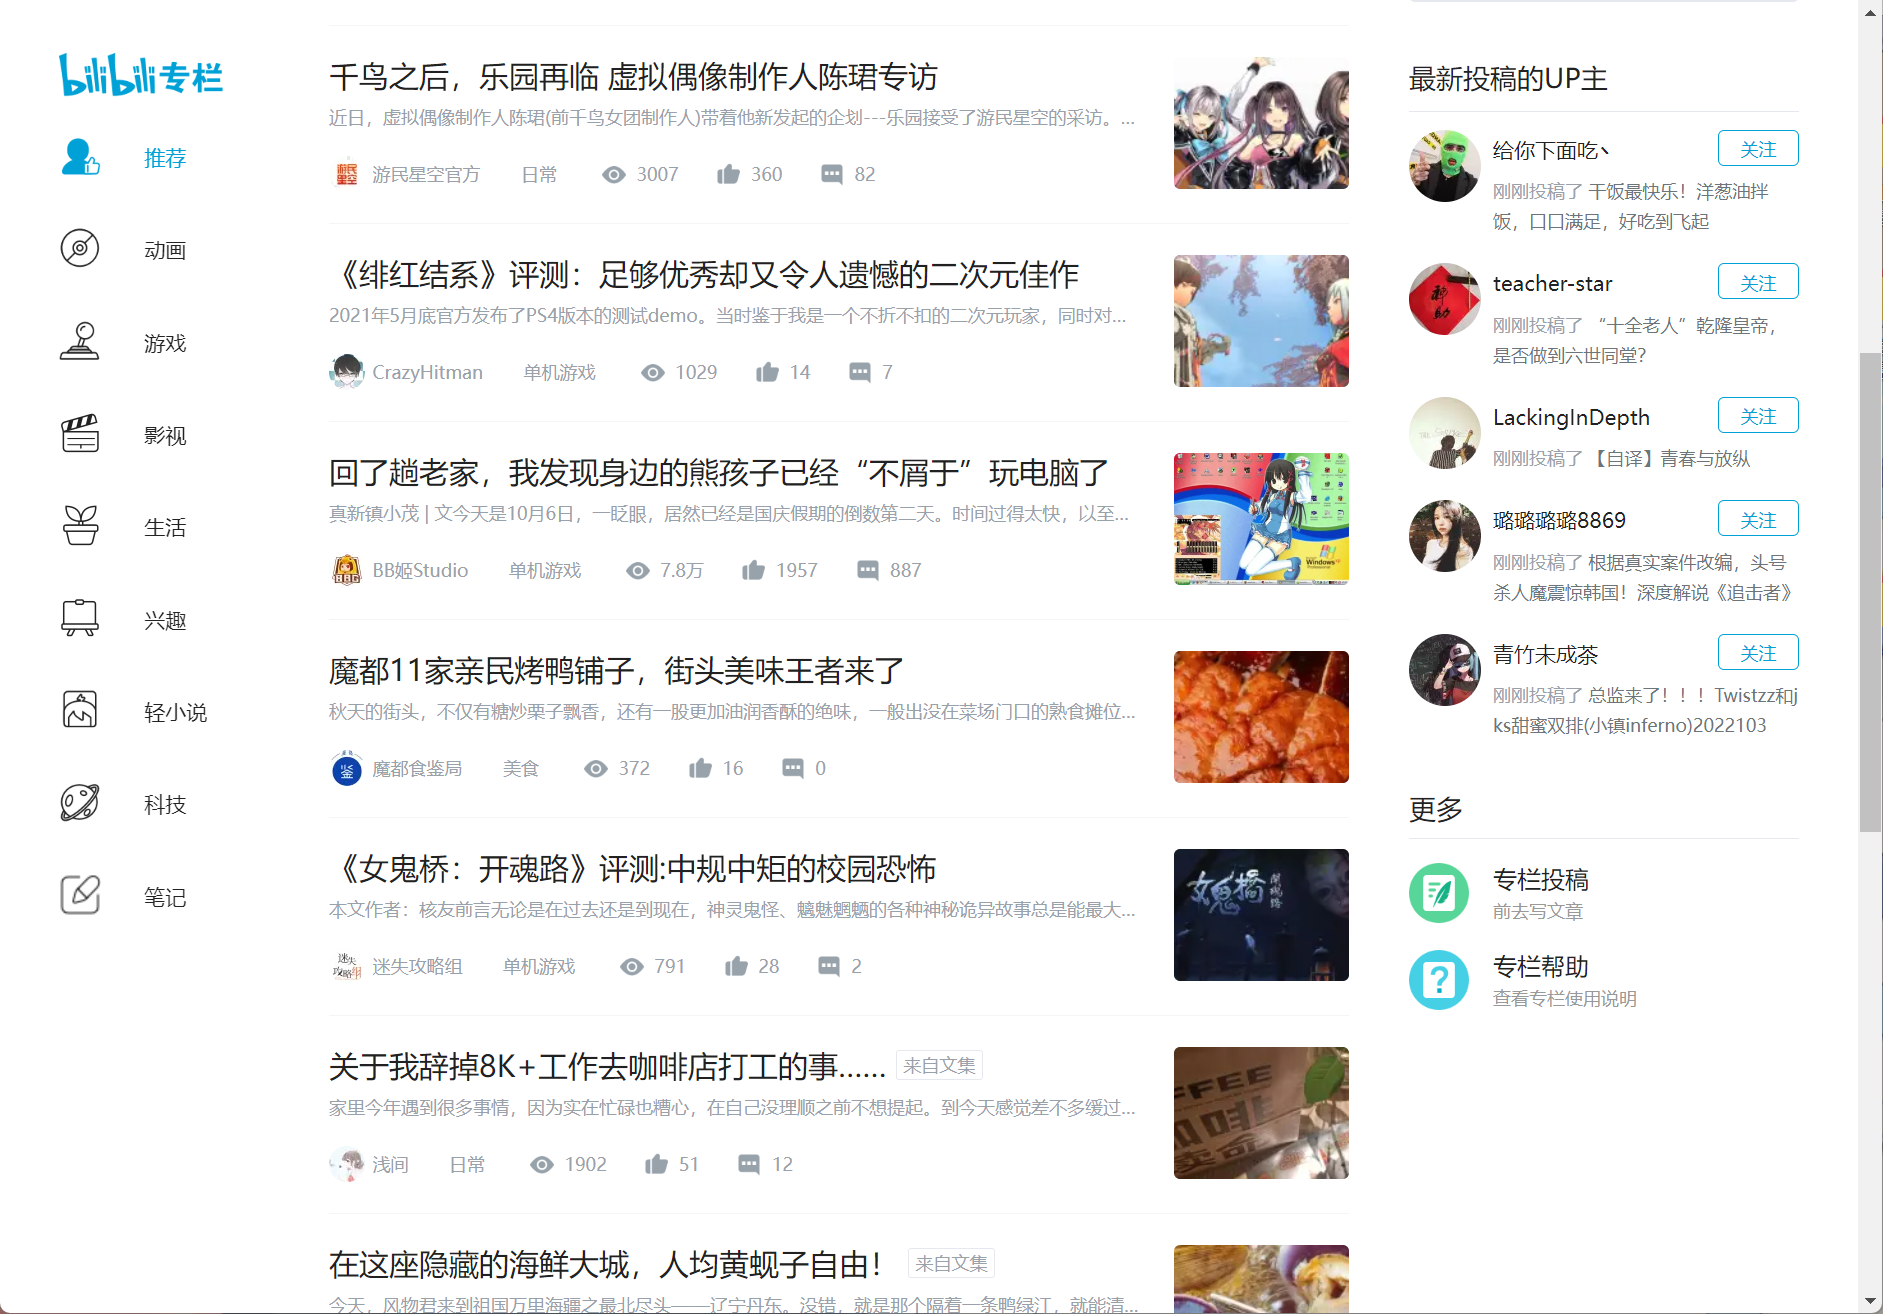 bilibili专栏
推荐
动画
游戏
影视
生活
兴趣
轻小说
科技
笔记
千鸟之后，乐园再临 虚拟偶像制作人陈珺专访
近日，虚拟偶像制作人陈珺(前千鸟女团制作人)带着他新发起的企划---乐园接受了游民星空的采访。...
游民星空官方 日常 3007 360 82
《绯红结系》评测：足够优秀却又令人遗憾的二次元佳作
2021年5月底官方发布了PS4版本的测试demo。当时鉴于我是一个不折不扣的二次元玩家，同时对...
CrazyHitman 单机游戏 1029 14 7
回了趟老家，我发现身边的熊孩子已经“不屑于”玩电脑了
真新镇小茂 | 文今天是10月6日，一眨眼，居然已经是国庆假期的倒数第二天。时间过得太快，以至...
BB姬Studio 单机游戏 7.8万 1957 887
魔都11家亲民烤鸭铺子，街头美味王者来了
秋天的街头，不仅有糖炒栗子飘香，还有一股更加油润香酥的绝味，一般出没在菜场门口的熟食摊位...
魔都食鉴局 美食 372 16 0
《女鬼桥：开魂路》评测:中规中矩的校园恐怖
本文作者：核友前言无论是在过去还是到现在，神灵鬼怪、魑魅魍魉的各种神秘诡异故事总是能最大...
迷失攻略组 单机游戏 791 28 2
女鬼橋 開魂路
关于我辞掉8K+工作去咖啡店打工的事...... 来自文集
家里今年遇到很多事情，因为实在忙碌也糟心，在自己没理顺之前不想提起。到今天感觉差不多缓过...
浅间 日常 1902 51 12
在这座隐藏的海鲜大城，人均黄蚬子自由！ 来自文集
今天，风物君来到祖国万里海疆之最北尽头——辽宁丹东。没错，就是那个隔着一条鸭绿江，就能清...
最新投稿的UP主
给你下面吃丶 关注
刚刚投稿了 干饭最快乐！洋葱油拌
饭，口口满足，好吃到飞起
teacher-star 关注
刚刚投稿了 “十全老人”乾隆皇帝，
是否做到六世同堂?
LackingInDepth 关注
刚刚投稿了 【自译】青春与放纵
璐璐璐璐8869 关注
刚刚投稿了 根据真实案件改编，头号
杀人魔震惊韩国！深度解说《追击者》
青竹未成茶 关注
刚刚投稿了 总监来了！！！Twistzz和j
ks甜蜜双排(小镇inferno)2022103
更多
专栏投稿
前去写文章
专栏帮助
查看专栏使用说明